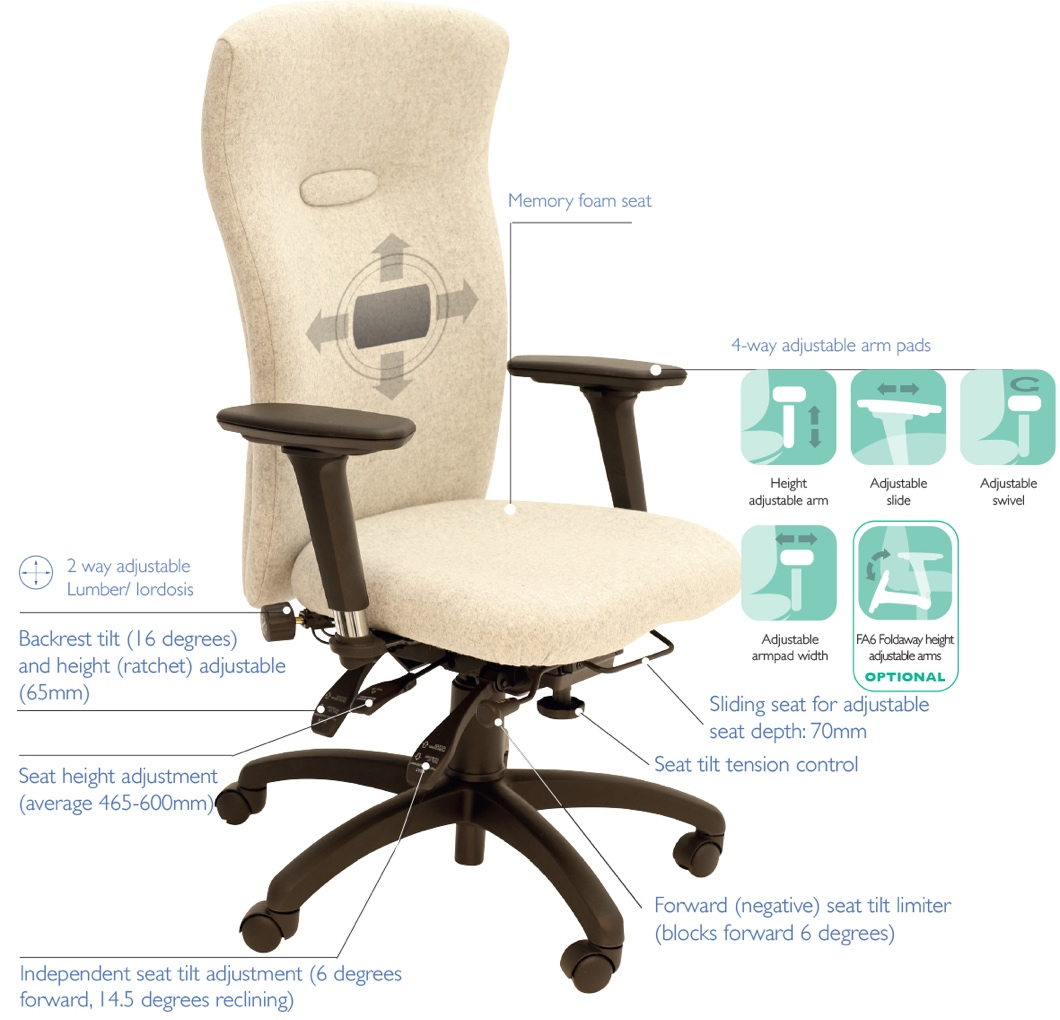 Memory foam seat
4-way adjustable arm pads
Height
adjustable arm
Adjustable
slide
Adjustable
swivel
Adjustable
armpad width
FA6 Foldaway height
adjustable arms
OPTIONAL
2 way adjustable
Lumber/ lordosis
Backrest tilt (16 degrees)
and height (ratchet) adjustable
(65mm)
Sliding seat for adjustable
seat depth: 70mm
Seat tilt tension control
Seat height adjustment
(average 465-600mm)
Forward (negative) seat tilt limiter
(blocks forward 6 degrees)
Independent seat tilt adjustment (6 degrees
forward, 14.5 degrees reclining)